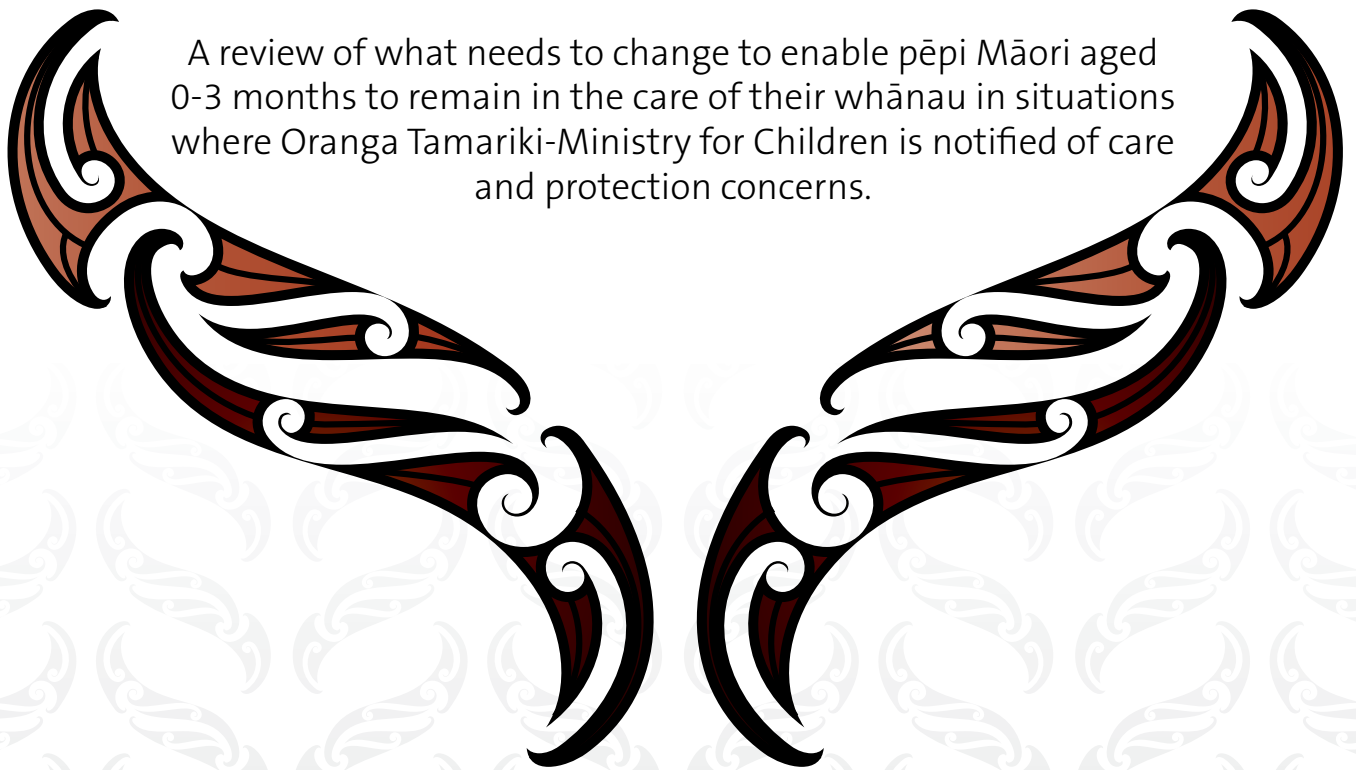 A review of what needs to change to enable pēpi Māori aged
0-3 months to remain in the care of their whānau in situations
where Oranga Tamariki-Ministry for Children is notified of care
and protection concerns.